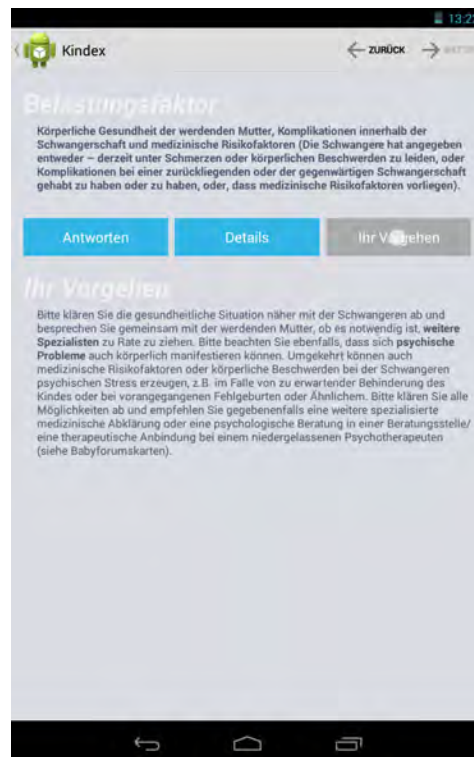 13:22
Kindex
ZURÜCK
Belastungsfaktor
Körperliche Gesundheit der werdenden Mutter, Komplikationen innerhalb der
Schwangerschaft und medizinische Risikofaktoren (Die Schwangere hat angegeben
entweder – derzeit unter Schmerzen oder körperlichen Beschwerden zu leiden, oder
Komplikationen bei einer zurückliegenden oder der gegenwärtigen Schwangerschaft
gehabt zu haben oder zu haben, oder, dass medizinische Risikofaktoren vorliegen).
Antworten
Details
Ihr Vorgehen
Ihr Vorgehen
Bitte klären Sie die gesundheitliche Situation näher mit der Schwangeren ab und
besprechen Sie gemeinsam mit der werdenden Mutter, ob es notwendig ist, weitere
Spezialisten zu Rate zu ziehen. Bitte beachten Sie ebenfalls, dass sich psychische
Probleme auch körperlich manifestieren können. Umgekehrt können auch
medizinische Risikofaktoren oder körperliche Beschwerden bei der Schwangeren
psychischen Stress erzeugen, z.B. im Falle von zu erwartender Behinderung des
Kindes oder bei vorangegangenen Fehlgeburten oder Ähnlichem. Bitte klären Sie alle
Möglichkeiten ab und empfehlen Sie gegebenenfalls eine weitere spezialisierte
medizinische Abklärung oder eine psychologische Beratung in einer Beratungsstelle/
eine therapeutische Anbindung bei einem niedergelassenen Psychotherapeuten
(siehe Babyforumskarten).